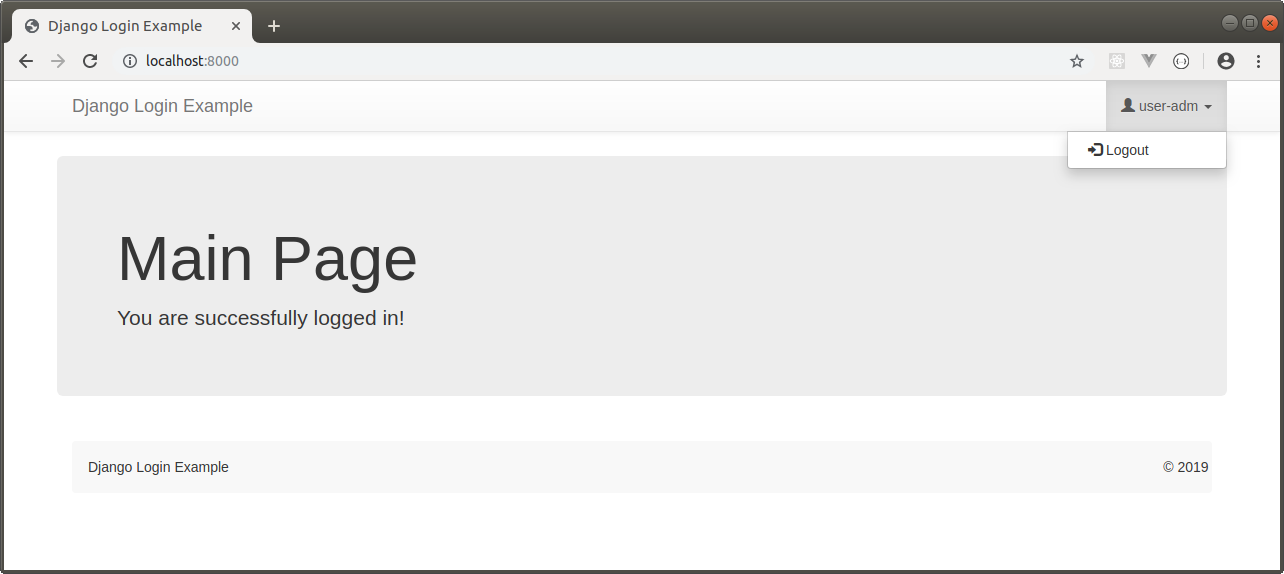 Django Login Example
localhost:8000
Django Login Example
user-adm
Logout
Main Page
You are successfully logged in!
Django Login Example
© 2019